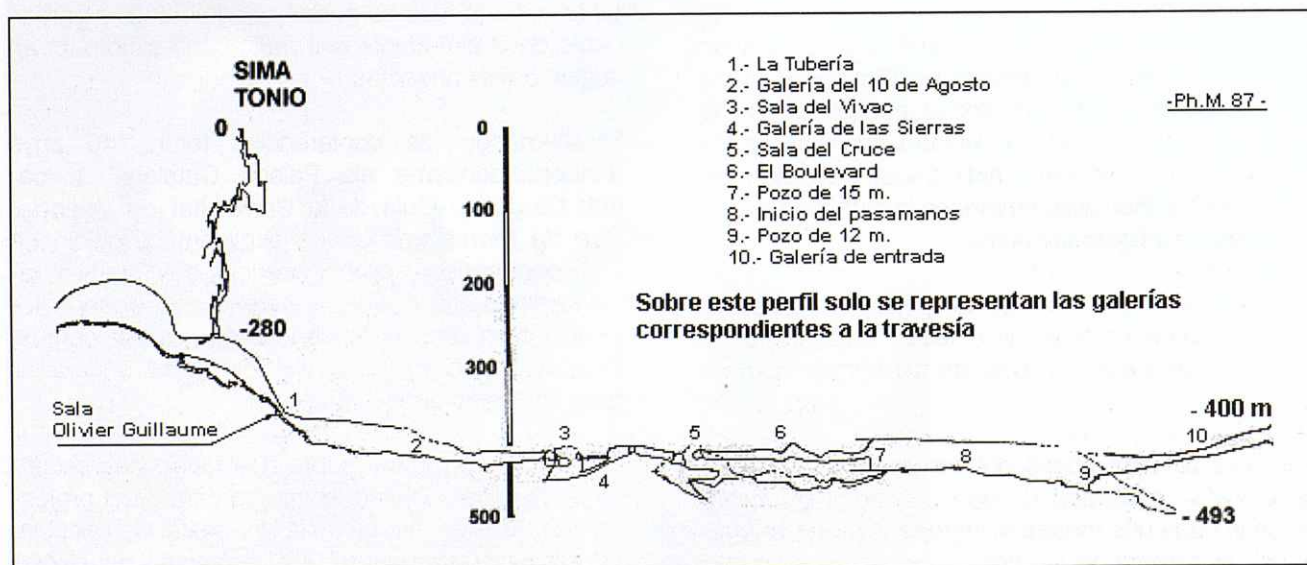 SIMA
TONIO
0
-280
0
100
200
300
500
1.- La Tubería
2.- Galería del 10 de Agosto
3.- Sala del Vivac
4.- Galería de las Sierras
5.- Sala del Cruce
6.- El Boulevard
7.- Pozo de 15 m.
8.- Inicio del pasamanos
9.- Pozo de 12 m.
10.- Galería de entrada
-Ph.M. 87 -
Sobre este perfil solo se representan las galerías
correspondientes a la travesía
Sala
Olivier Guillaume
1
2
3
4
5
6
7
8
9
10
- 400 m
- 493